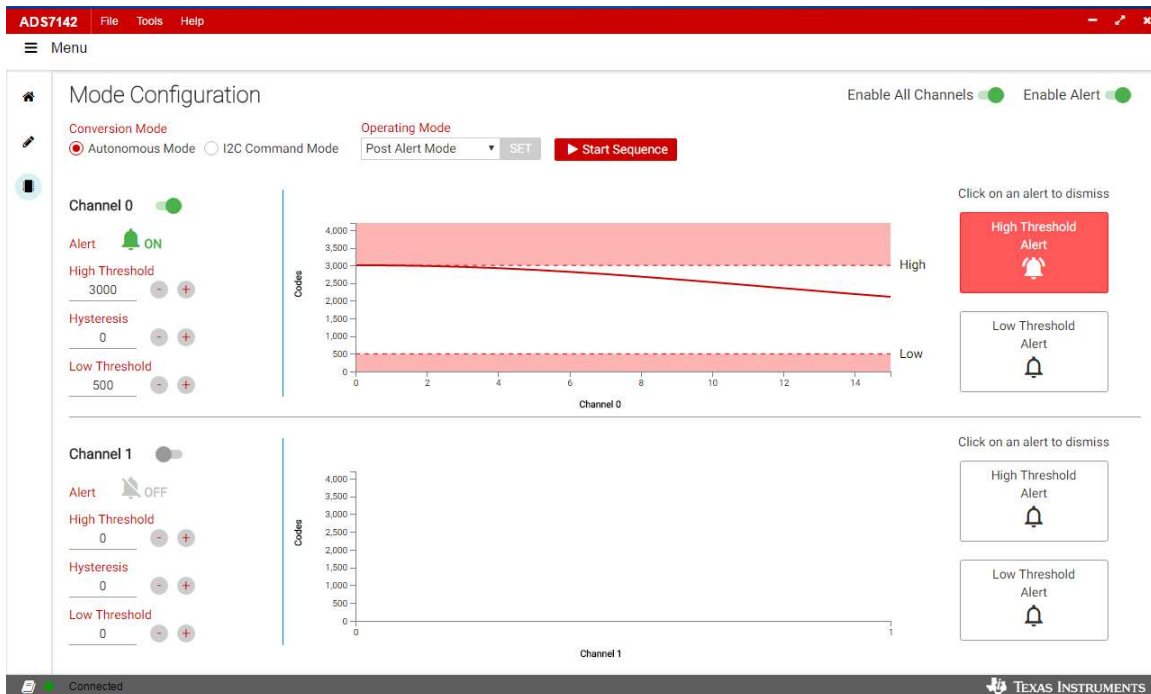 ADS7142 File Tools Help
Menu
Mode Configuration
Enable All Channels Enable Alert
Conversion Mode
Autonomous Mode I2C Command Mode
Operating Mode
Post Alert Mode SET Start Sequence
Channel 0
Alert ON
High Threshold
3000 - +
Hysteresis
0 - +
Low Threshold
500 - +
Codes
4,000
3,500
3,000
2,500
2,000
1,500
1,000
500
0
0 2 4 6 8 10 12 14
Channel 0
High
Low
Click on an alert to dismiss
High Threshold
Alert
Low Threshold
Alert
Channel 1
Alert OFF
High Threshold
0 - +
Hysteresis
0 - +
Low Threshold
0 - +
Codes
4,000
3,500
3,000
2,500
2,000
1,500
1,000
500
0
0 1
Channel 1
Click on an alert to dismiss
High Threshold
Alert
Low Threshold
Alert
Connected
TEXAS INSTRUMENTS